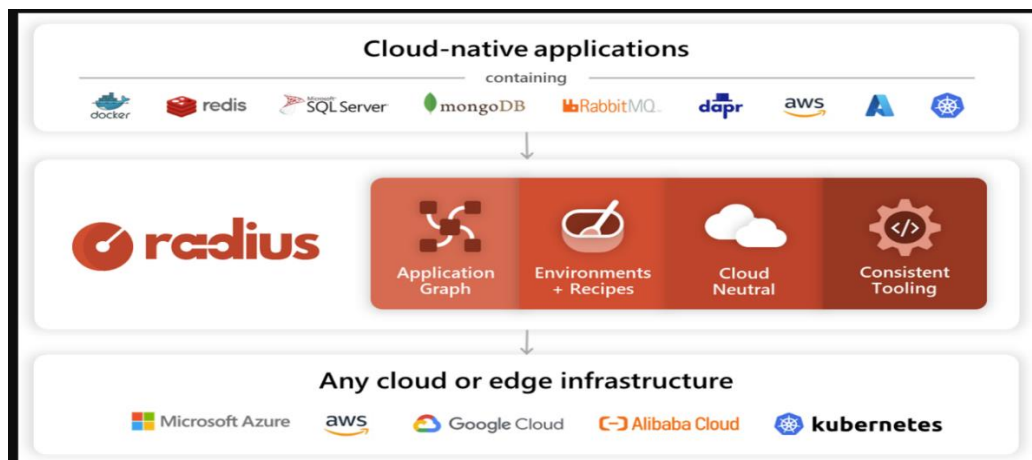 Cloud-native applications
containing
docker
redis
Microsoft
SQL Server
mongoDB
RabbitMQ
dapr
aws
radius
Application
Graph
Environments
+ Recipes
Cloud
Neutral
</>
Consistent
Tooling
Any cloud or edge infrastructure
Microsoft Azure
aws
Google Cloud
Alibaba Cloud
kubernetes